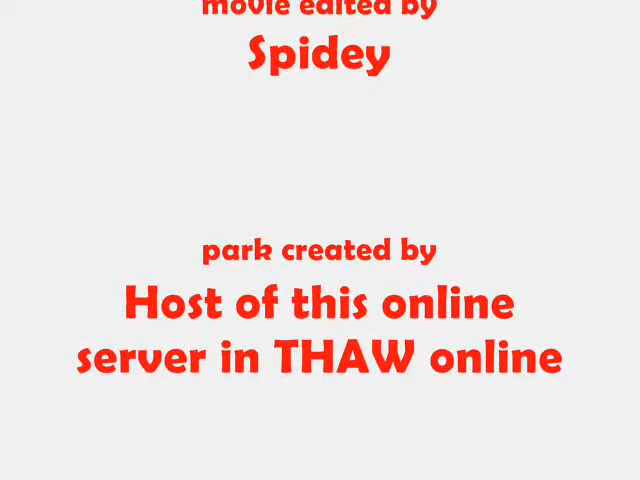 movie edited by
Spidey
park created by
Host of this online
server in THAW online